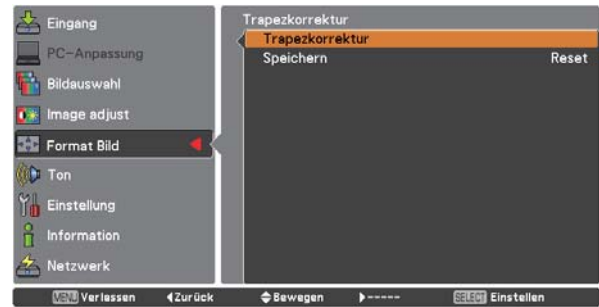 Eingang
PC-Anpassung
Bildauswahl
Image adjust
Format Bild
Ton
Einstellung
Information
Netzwerk
Trapezkorrektur
Trapezkorrektur
Speichern Reset
MENU Verlassen Zurück Bewegen ----- SELECT Einstellen